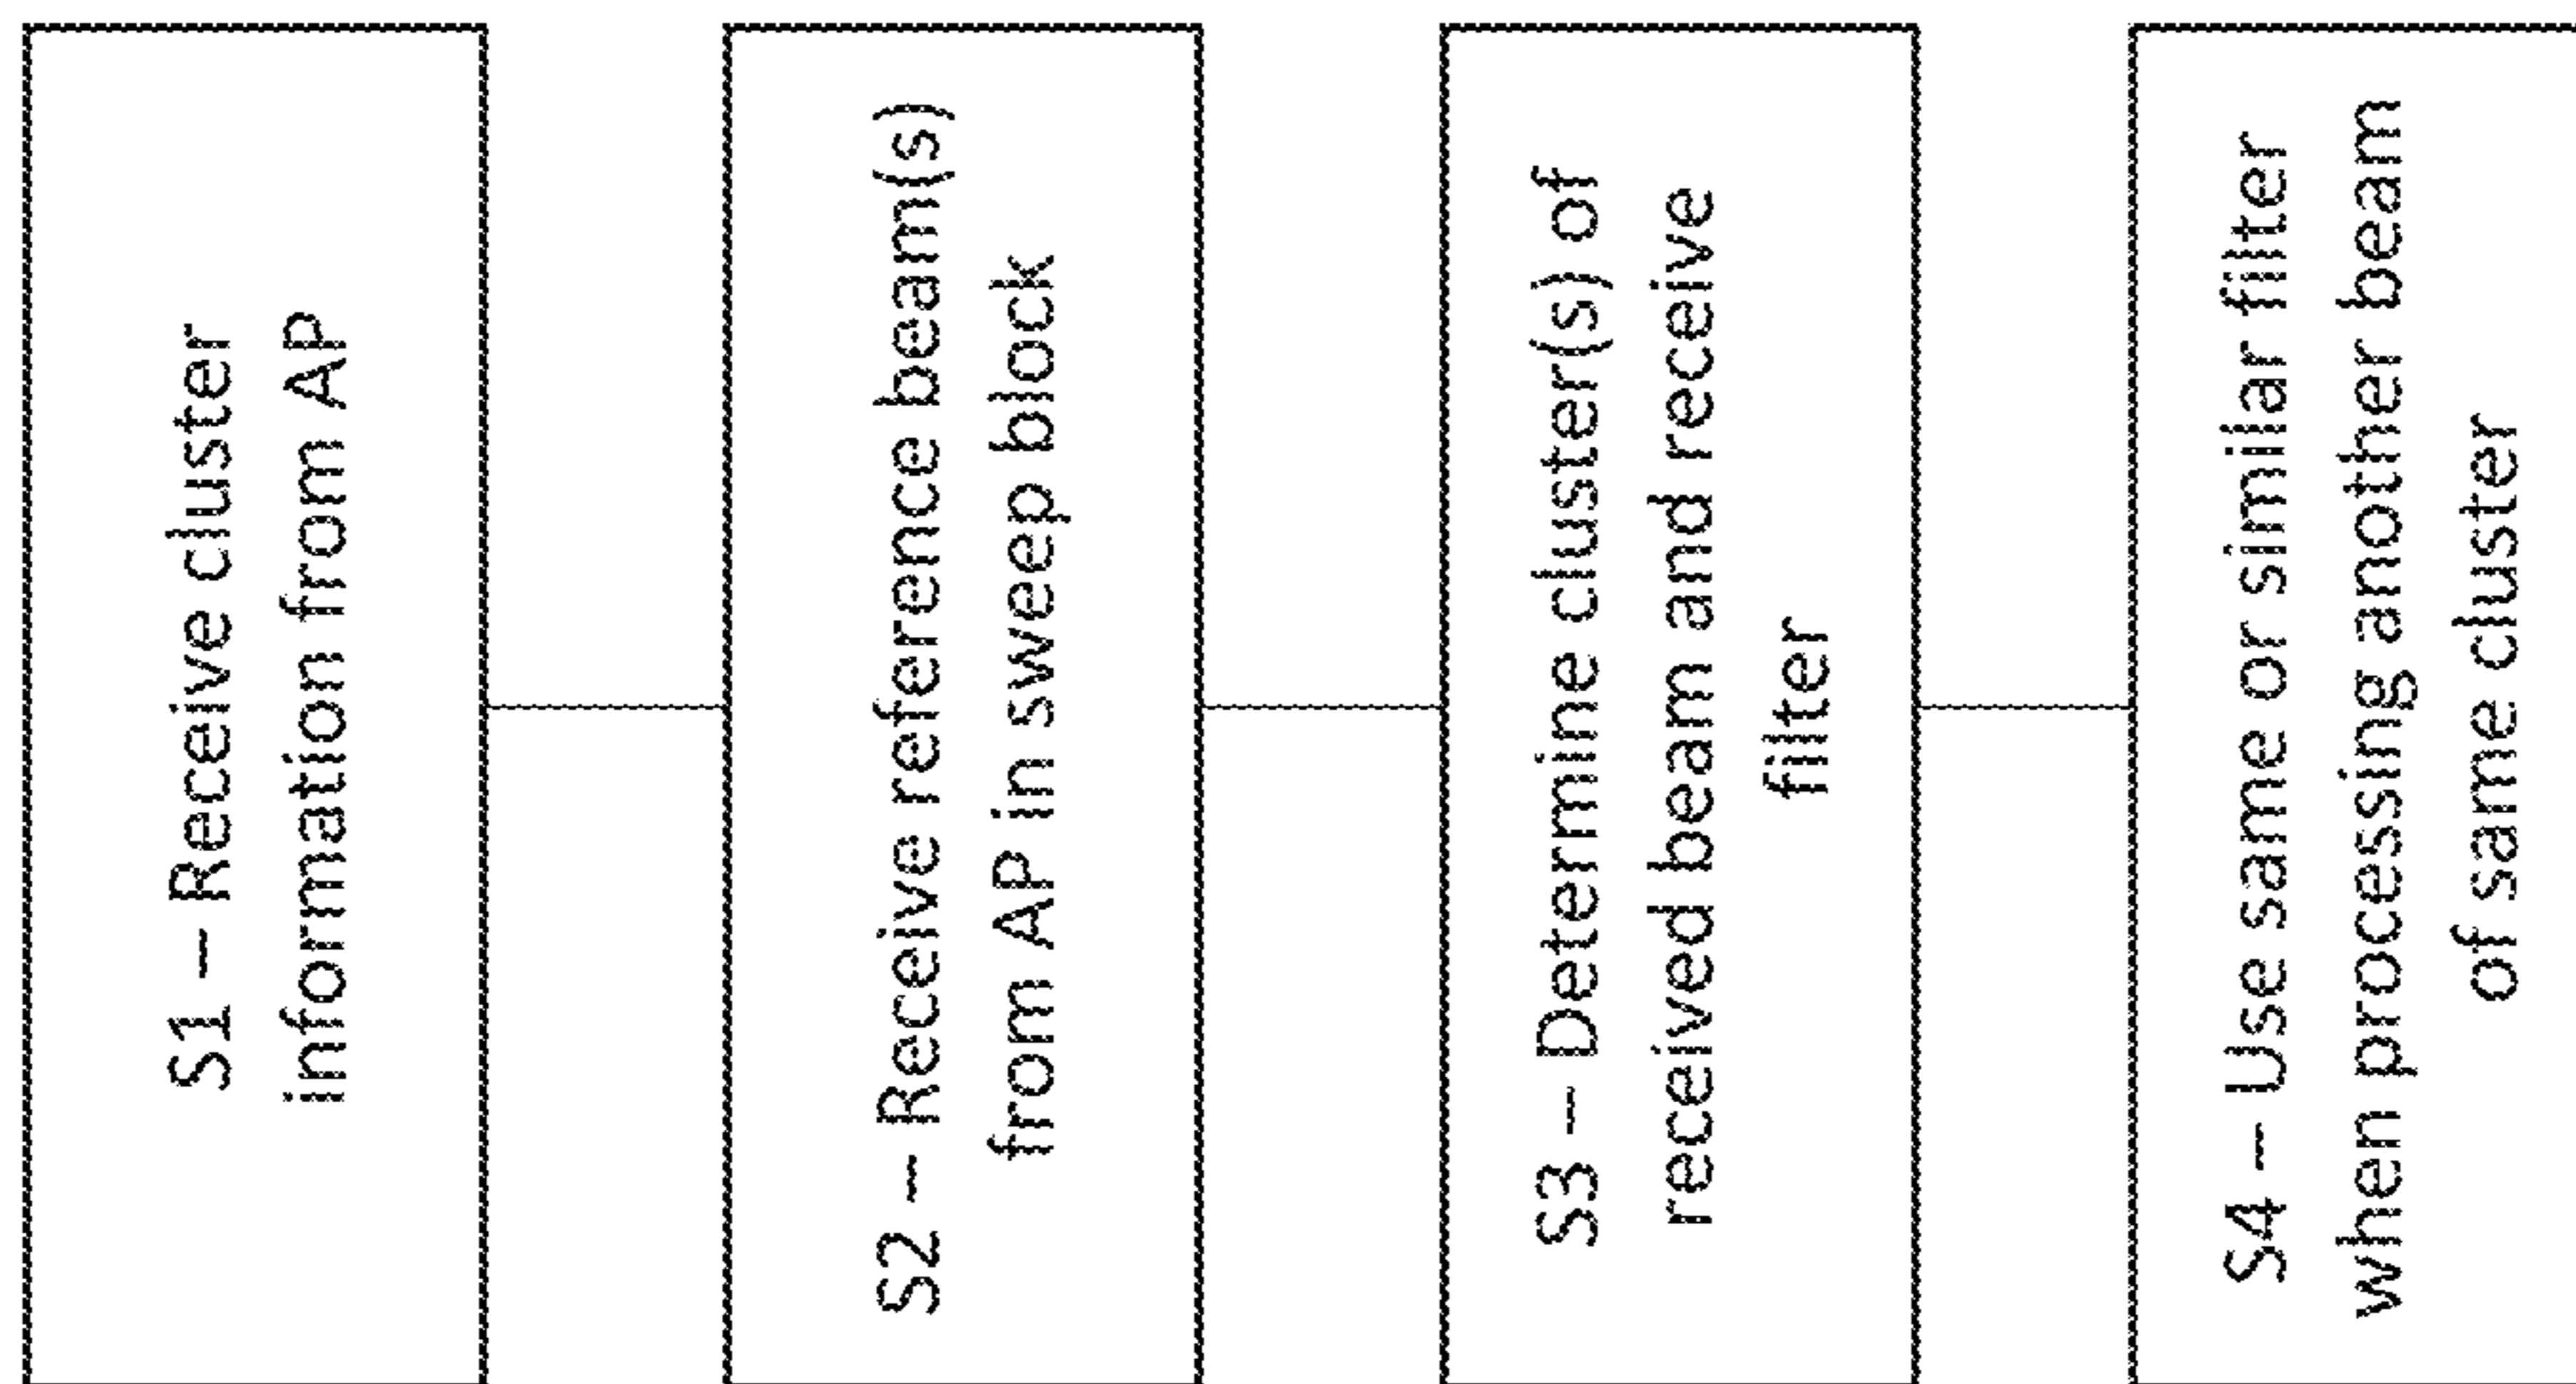 S1 – Receive cluster
information from AP
S2 – Receive reference beam(s)
from AP in sweep block
S3 – Determine cluster(s) of
received beam and receive
filter
S4 – Use same or similar filter
when processing another beam
of same cluster